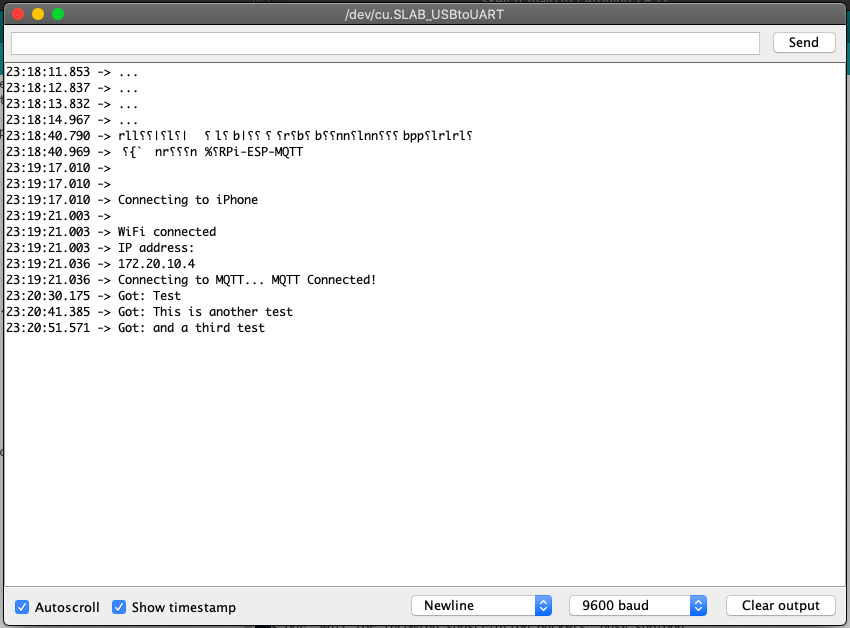 /dev/cu.SLAB_USBtoUART
Send
23:18:11.853 -> ...
23:18:12.837 -> ...
23:18:13.832 -> ...
23:18:14.967 -> ...
23:18:40.790 ->
23:18:40.969 -> RPi-ESP-MQTT
23:19:17.010 ->
23:19:17.010 ->
23:19:17.010 -> Connecting to iPhone
23:19:21.003 ->
23:19:21.003 -> WiFi connected
23:19:21.003 -> IP address:
23:19:21.036 -> 172.20.10.4
23:19:21.036 -> Connecting to MQTT... MQTT Connected!
23:20:30.175 -> Got: Test
23:20:41.385 -> Got: This is another test
23:20:51.571 -> Got: and a third test
Autoscroll Show timestamp Newline 9600 baud Clear output